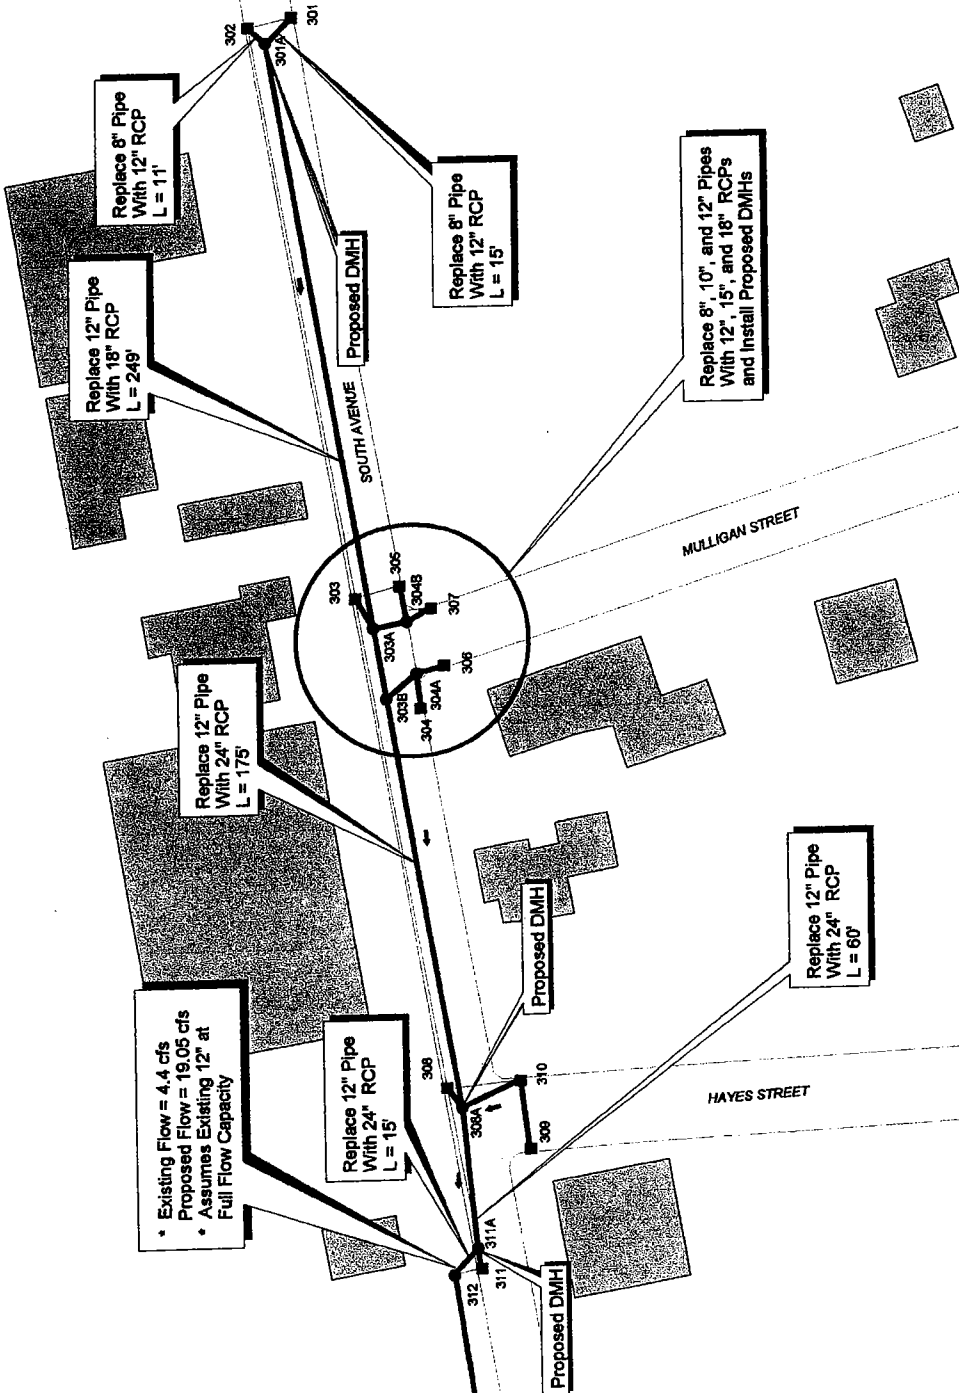 * Existing Flow = 4.4 cfs
Proposed Flow = 19.05 cfs
* Assumes Existing 12" at
Full Flow Capacity
Replace 12" Pipe
With 24" RCP
L = 15'
Replace 12" Pipe
With 24" RCP
L = 175'
Replace 12" Pipe
With 18" RCP
L = 249'
Replace 8" Pipe
With 12" RCP
L = 11'
302
301A
301
Proposed DMH
Replace 8" Pipe
With 12" RCP
L = 15'
SOUTH AVENUE
303
305
304B
307
303A
306
303B
304A
304
Replace 8", 10", and 12" Pipes
With 12", 15", and 18" RCPs
and Install Proposed DMHs
MULLIGAN STREET
Proposed DMH
308
308A
310
309
HAYES STREET
Replace 12" Pipe
With 24" RCP
L = 60'
311A
311
312
Proposed DMH